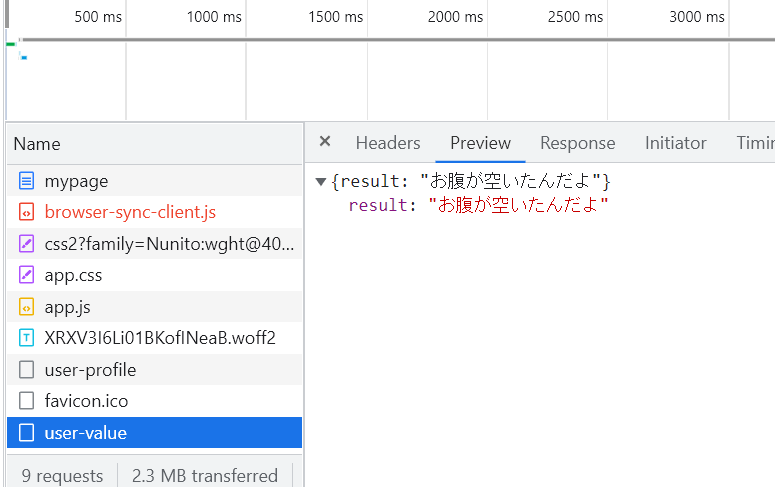 500 ms 1000 ms 1500 ms 2000 ms 2500 ms 3000 ms
Name
mypage
browser-sync-client.js
css2?family=Nunito:wght@40...
app.css
app.js
XRXV3I6Li01BKofINeaB.woff2
user-profile
favicon.ico
user-value
9 requests 2.3 MB transferred
× Headers Preview Response Initiator Timin
▼{result: "お腹が空いたんだよ"}
result: "お腹が空いたんだよ"